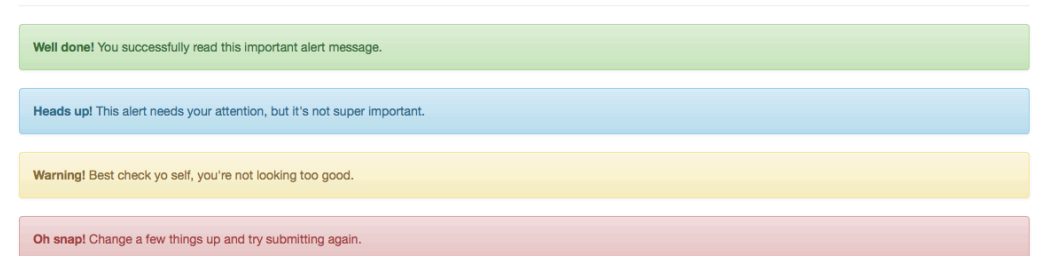 Well done! You successfully read this important alert message.
Heads up! This alert needs your attention, but it's not super important.
Warning! Best check yo self, you're not looking too good.
Oh snap! Change a few things up and try submitting again.